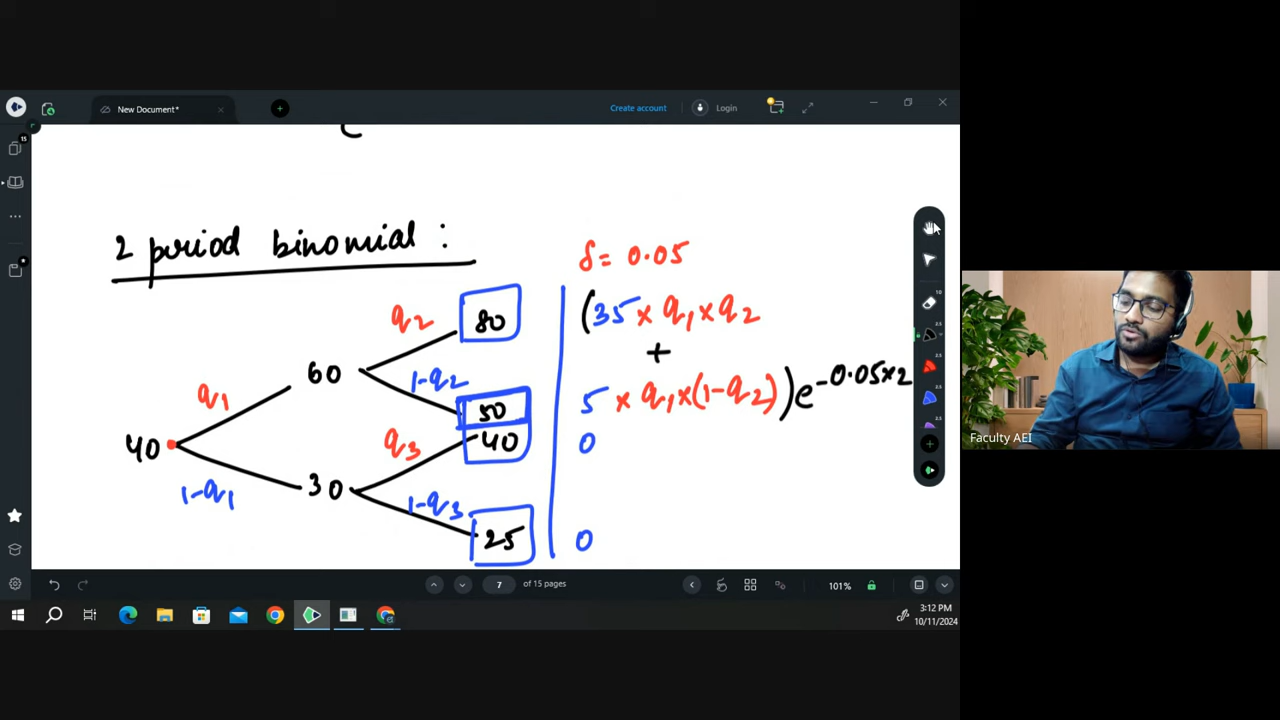 New Document*
Create account
Login
2 period binomial :
δ = 0.05
q2
80
(35 × q1 × q2
+
60
1-q2
5 × q1 × (1-q2)) e^-0.05×2
q1
50
40
q3
40
0
1-q1
30
1-q3
25
0
Faculty AEI
7 of 15 pages
101%
3:12 PM
10/11/2024